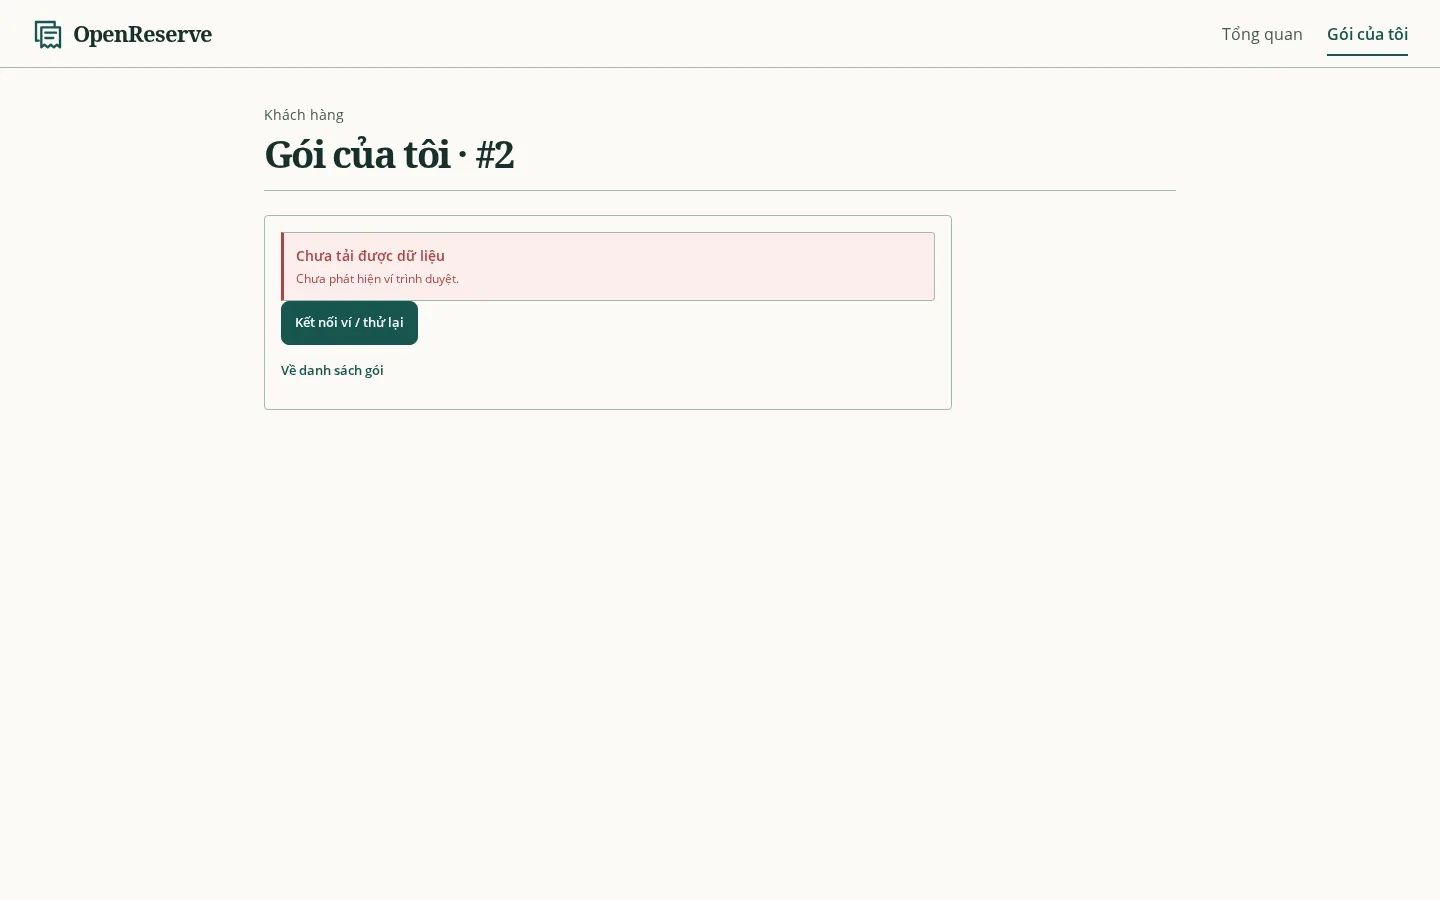 OpenReserve
Tổng quan
Gói của tôi
Khách hàng
Gói của tôi · #2
Chưa tải được dữ liệu
Chưa phát hiện ví trình duyệt.
Kết nối ví / thử lại
Về danh sách gói